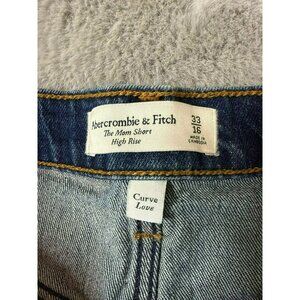 Abercrombie & Fitch
The Mom Short
High Rise
33
16
MADE IN
CAMBODIA
Curve
Love